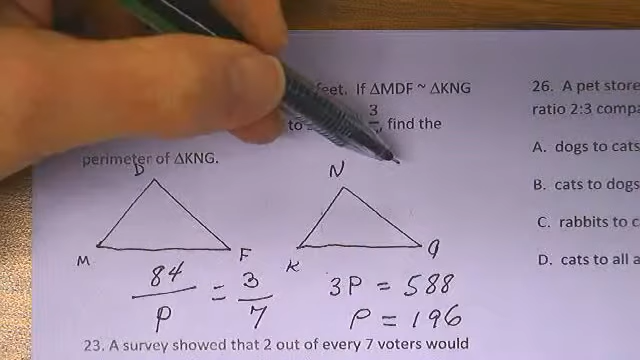 feet. If ΔMDF ~ ΔKNG
to 3 , find the
perimeter of ΔKNG.
D
N
M
F
K
G
84 / P = 3 / 7
3P = 588
P = 196
23. A survey showed that 2 out of every 7 voters would
26. A pet store
ratio 2:3 compa
A. dogs to cats
B. cats to dogs
C. rabbits to c
D. cats to all a